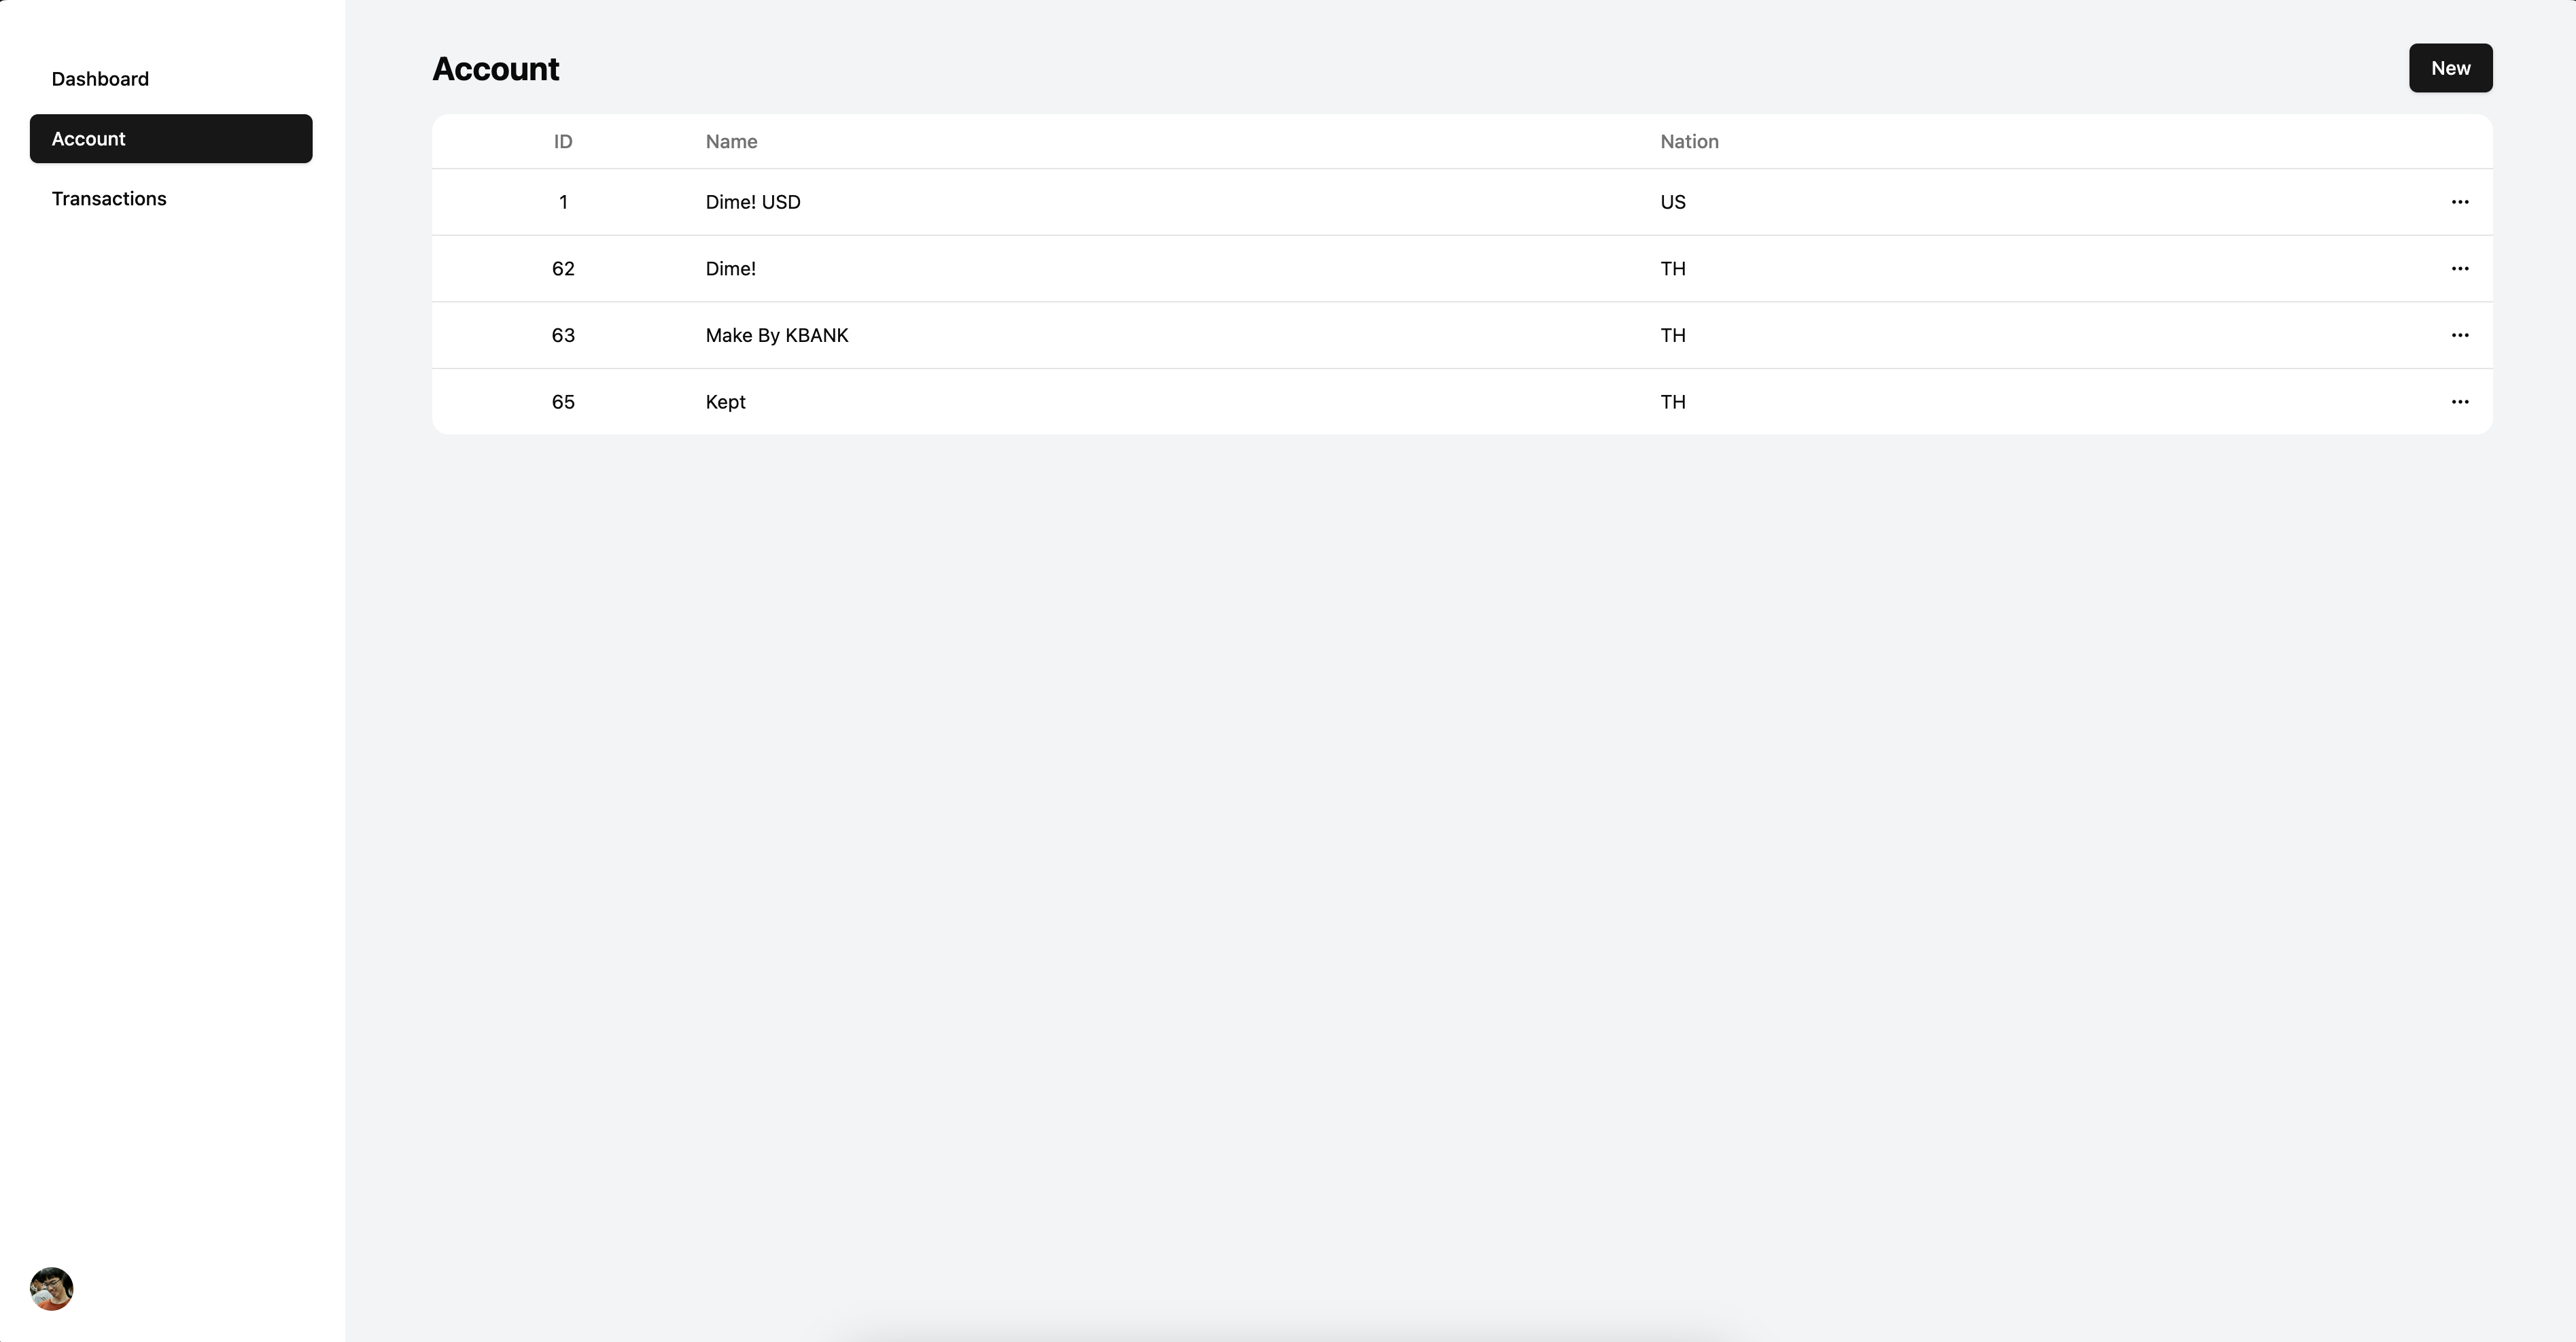 Dashboard
Account
Transactions
Account
New
ID Name Nation
1 Dime! USD US
62 Dime! TH
63 Make By KBANK TH
65 Kept TH